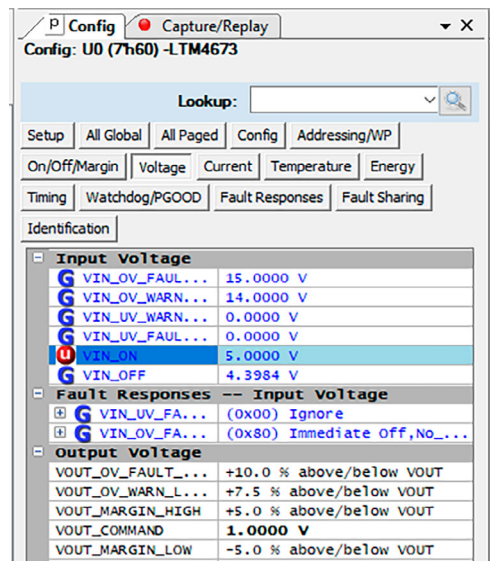 Config Capture/Replay
Config: U0 (7'h60) -LTM4673
Lookup:
Setup All Global All Paged Config Addressing/WP
On/Off/Margin Voltage Current Temperature Energy
Timing Watchdog/PGOOD Fault Responses Fault Sharing
Identification
Input Voltage
G VIN_OV_FAUL... 15.0000 V
G VIN_OV_WARN... 14.0000 V
G VIN_UV_WARN... 0.0000 V
G VIN_UV_FAUL... 0.0000 V
U VIN_ON 5.0000 V
G VIN_OFF 4.3984 V
Fault Responses -- Input Voltage
G VIN_UV_FA... (0x00) Ignore
G VIN_OV_FA... (0x80) Immediate Off,No_...
Output Voltage
VOUT_OV_FAULT_... +10.0 % above/below VOUT
VOUT_OV_WARN_L... +7.5 % above/below VOUT
VOUT_MARGIN_HIGH +5.0 % above/below VOUT
VOUT_COMMAND 1.0000 V
VOUT_MARGIN_LOW -5.0 % above/below VOUT